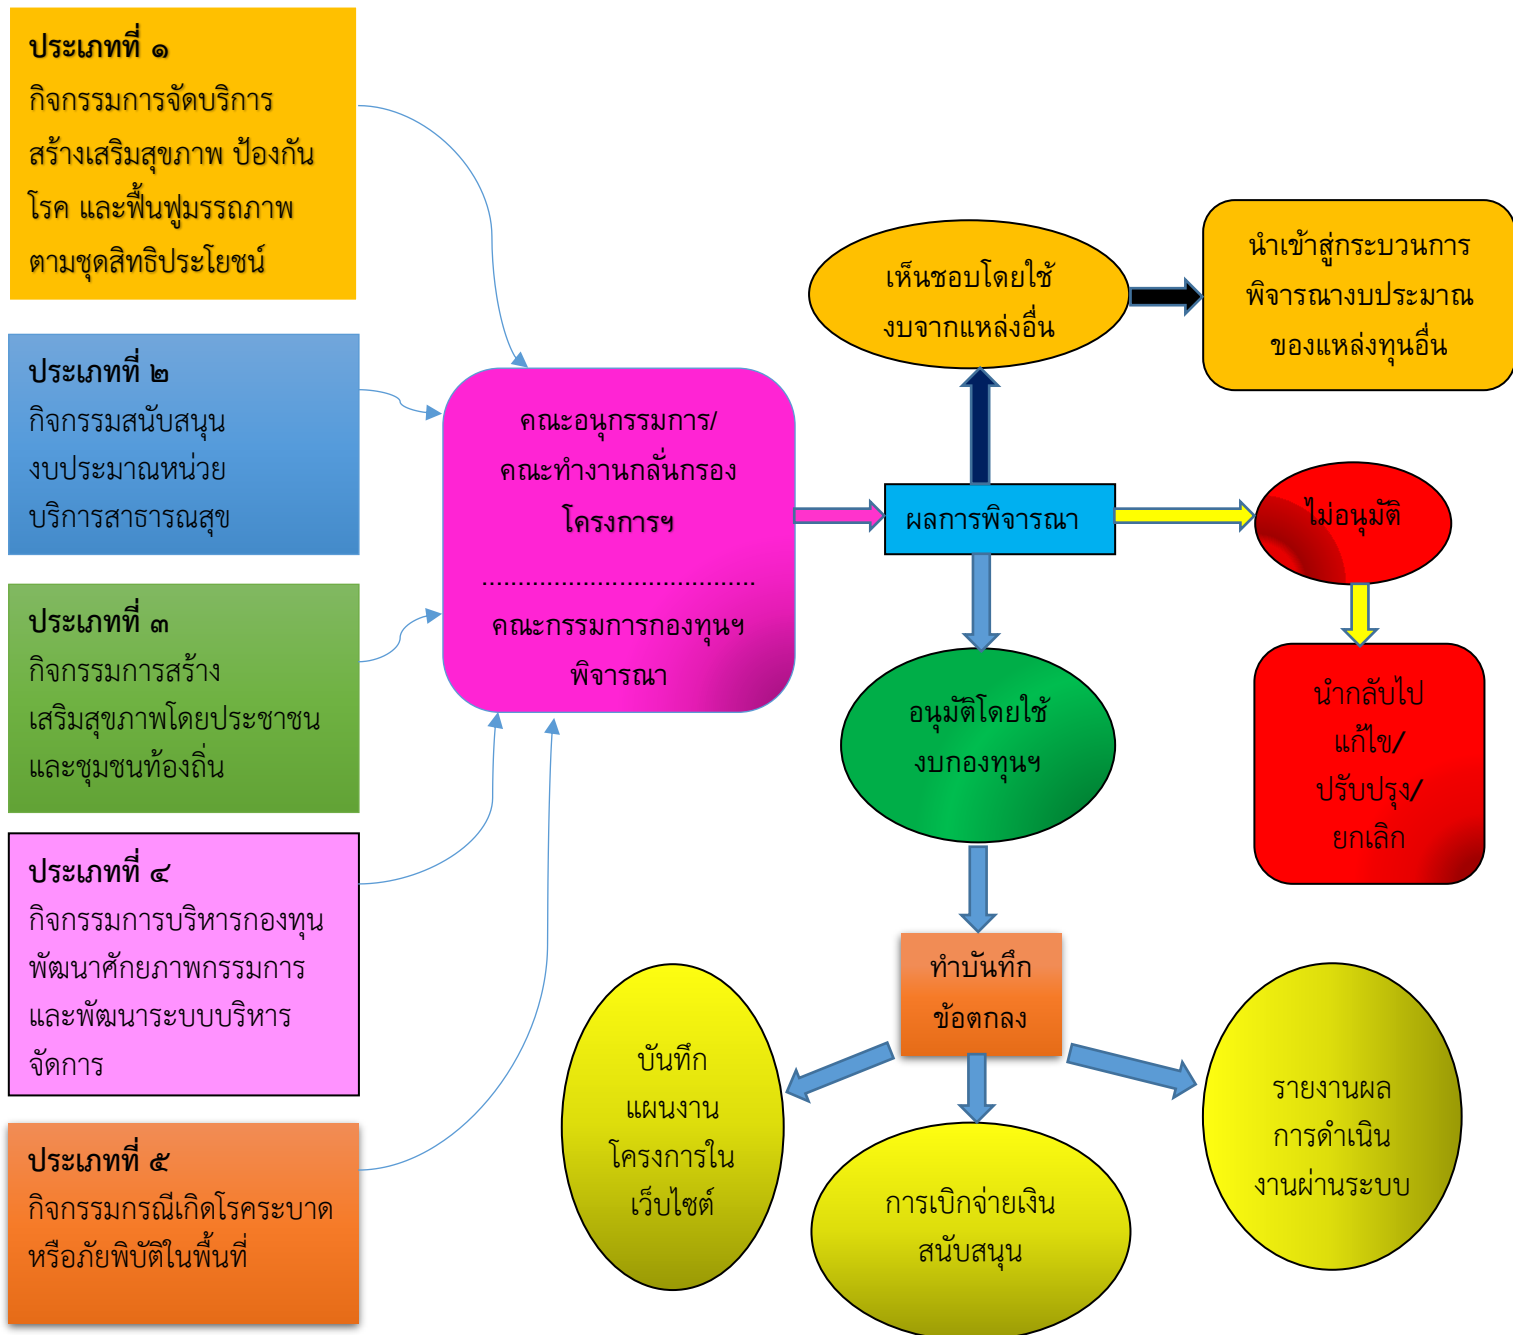 ประเภทที่ ๑
กิจกรรมการจัดบริการ
สร้างเสริมสุขภาพ ป้องกัน
โรค และฟื้นฟูมรรถภาพ
ตามชุดสิทธิประโยชน์
ประเภทที่ ๒
กิจกรรมสนับสนุน
งบประมาณหน่วย
บริการสาธารณสุข
ประเภทที่ ๓
กิจกรรมการสร้าง
เสริมสุขภาพโดยประชาชน
และชุมชนท้องถิ่น
ประเภทที่ ๔
กิจกรรมการบริหารกองทุน
พัฒนาศักยภาพกรรมการ
และพัฒนาระบบบริหาร
จัดการ
ประเภทที่ ๕
กิจกรรมกรณีเกิดโรคระบาด
หรือภัยพิบัติในพื้นที่
คณะอนุกรรมการ/
คณะทำงานกลั่นกรอง
โครงการฯ
......................................
คณะกรรมการกองทุนฯ
พิจารณา
ผลการพิจารณา
เห็นชอบโดยใช้
งบจากแหล่งอื่น
นำเข้าสู่กระบวนการ
พิจารณางบประมาณ
ของแหล่งทุนอื่น
ไม่อนุมัติ
นำกลับไป
แก้ไข/
ปรับปรุง/
ยกเลิก
อนุมัติโดยใช้
งบกองทุนฯ
ทำบันทึก
ข้อตกลง
บันทึก
แผนงาน
โครงการใน
เว็บไซต์
การเบิกจ่ายเงิน
สนับสนุน
รายงานผล
การดำเนิน
งานผ่านระบบ